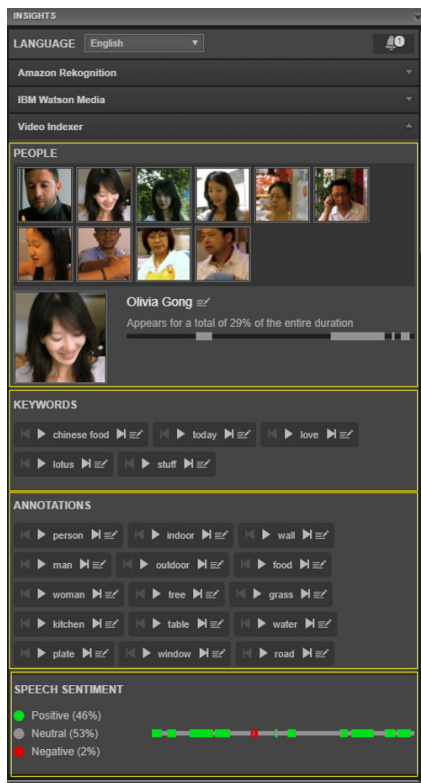 INSIGHTS
LANGUAGE English 1
Amazon Rekognition
IBM Watson Media
Video Indexer
PEOPLE
Olivia Gong
Appears for a total of 29% of the entire duration
KEYWORDS
chinese food today love
lotus stuff
ANNOTATIONS
person indoor wall
man outdoor food
woman tree grass
kitchen table water
plate window road
SPEECH SENTIMENT
Positive (46%)
Neutral (53%)
Negative (2%)